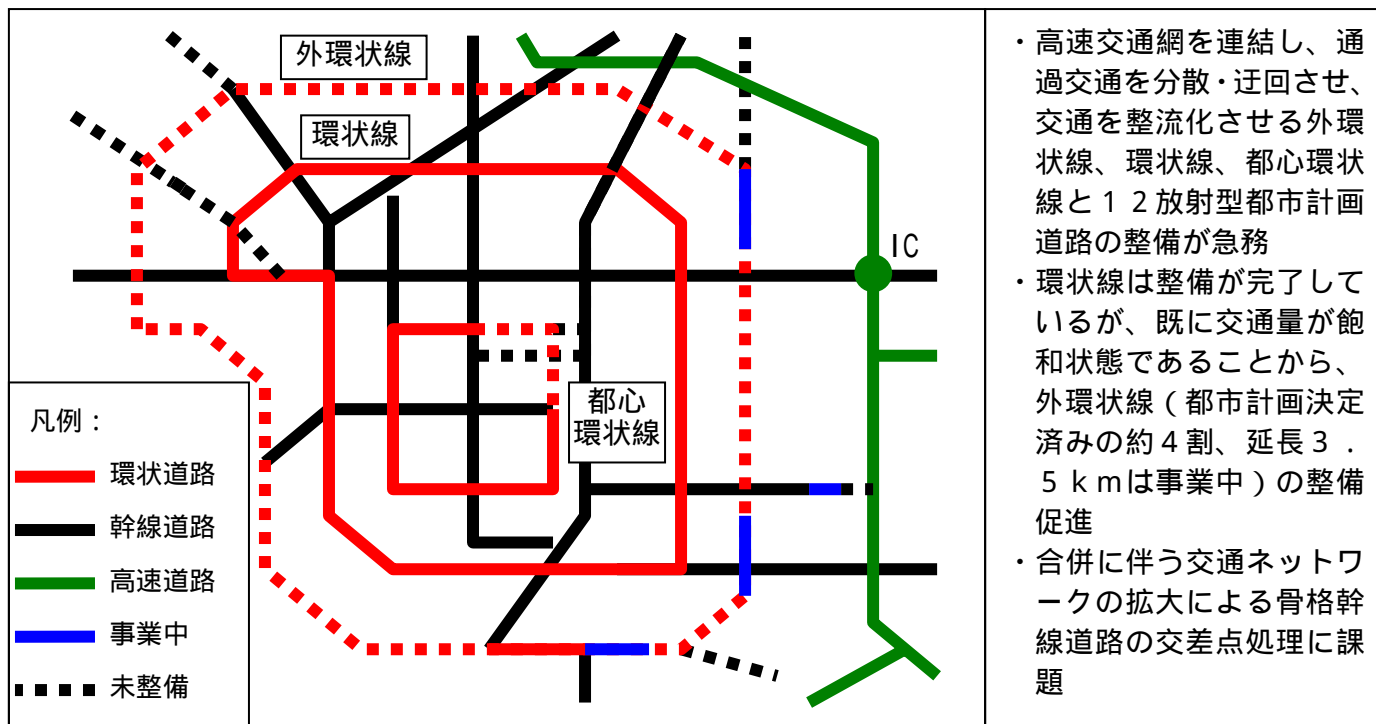 外環状線
環状線
IC
都心
環状線
凡例：
環状道路
幹線道路
高速道路
事業中
未整備
・高速交通網を連結し、通
過交通を分散・迂回させ、
交通を整流化させる外環
状線、環状線、都心環状
線と１２放射型都市計画
道路の整備が急務
・環状線は整備が完了して
いるが、既に交通量が飽
和状態であることから、
外環状線（都市計画決定
済みの約４割、延長３．
５ｋｍは事業中）の整備
促進
・合併に伴う交通ネットワ
ークの拡大による骨格幹
線道路の交差点処理に課
題